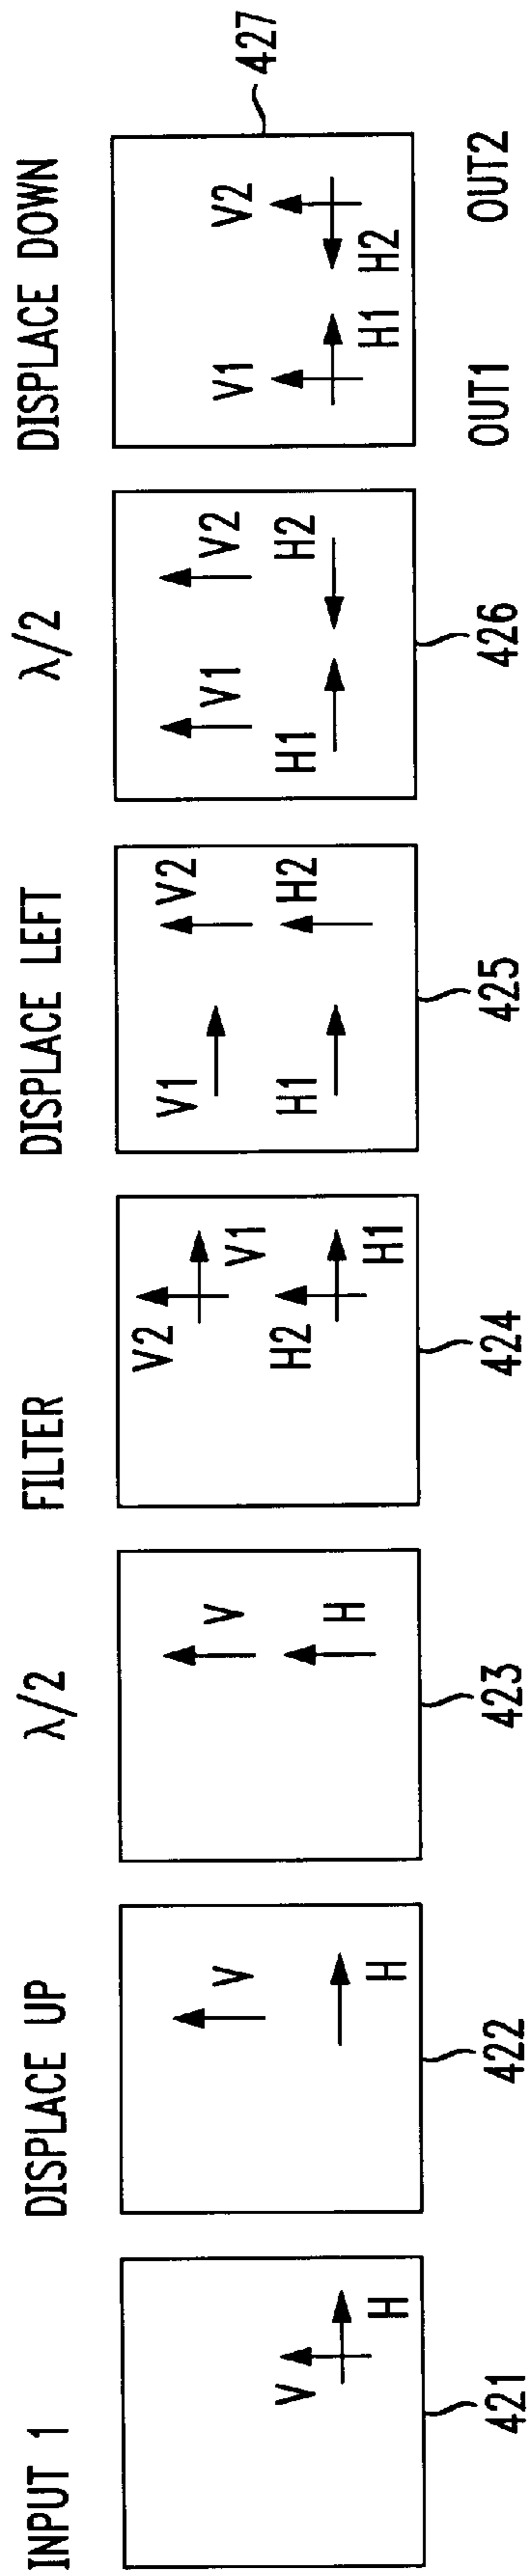 INPUT 1
V
H
421
DISPLACE UP
V
H
422
λ/2
V
H
423
FILTER
V2
V1
H2
H1
424
DISPLACE LEFT
V1
V2
H1
H2
425
λ/2
V1
V2
H1
H2
426
DISPLACE DOWN
V1
V2
H1
H2
427
OUT1
OUT2